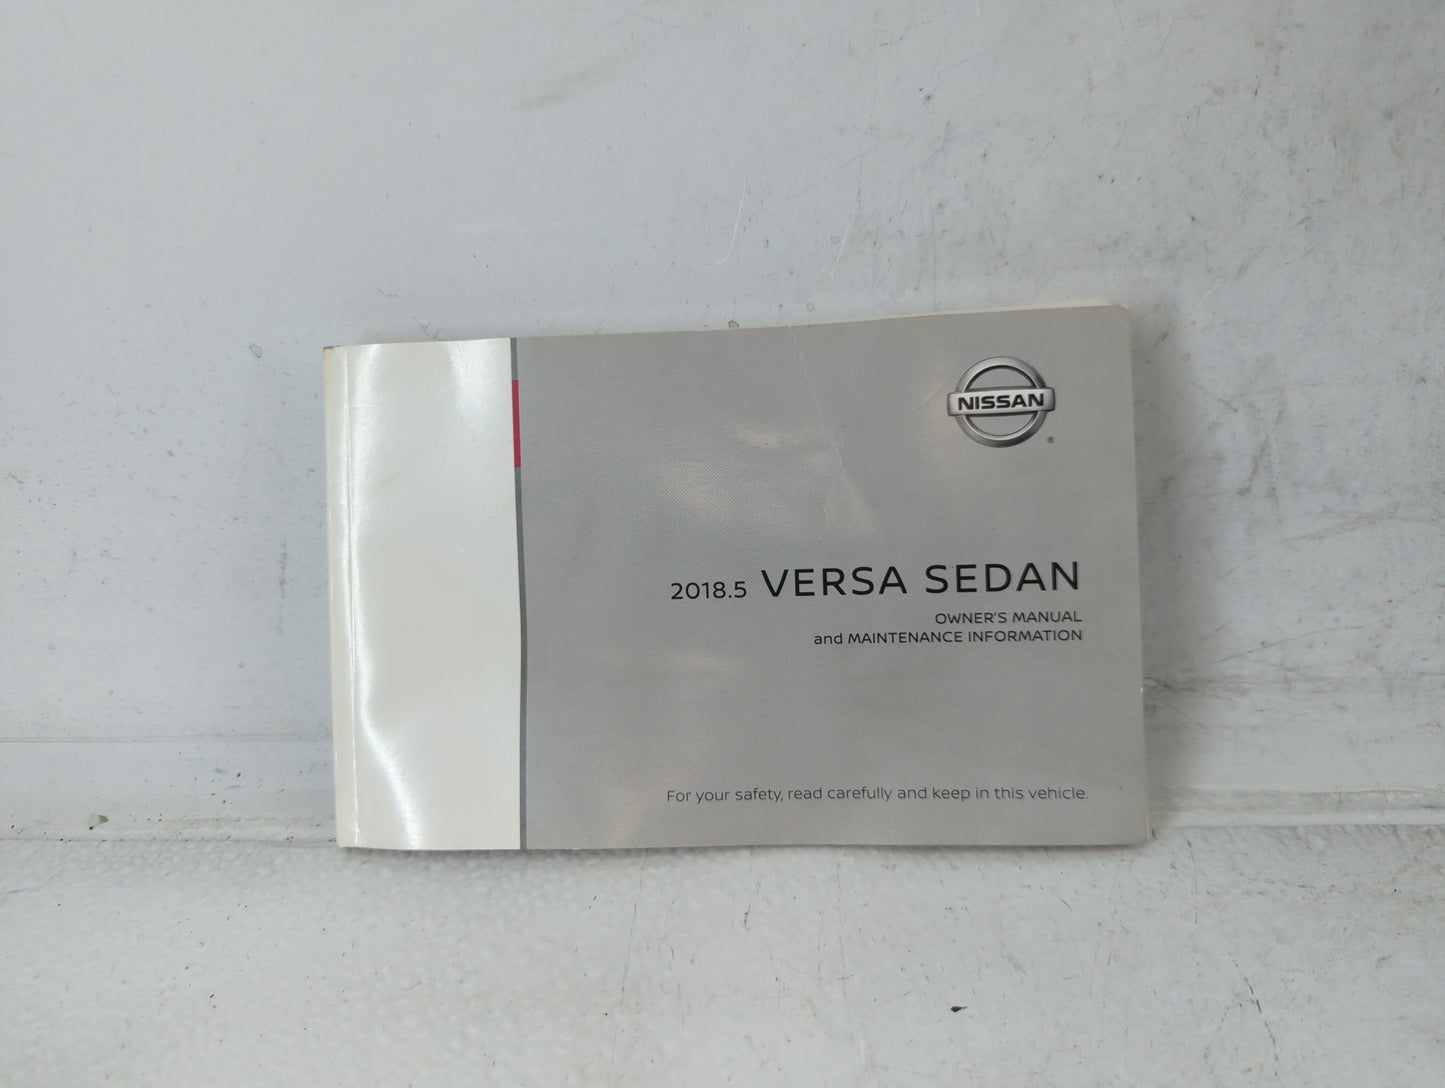 NISSAN
®
2018.5 VERSA SEDAN
OWNER'S MANUAL
and MAINTENANCE INFORMATION
For your safety, read carefully and keep in this vehicle.